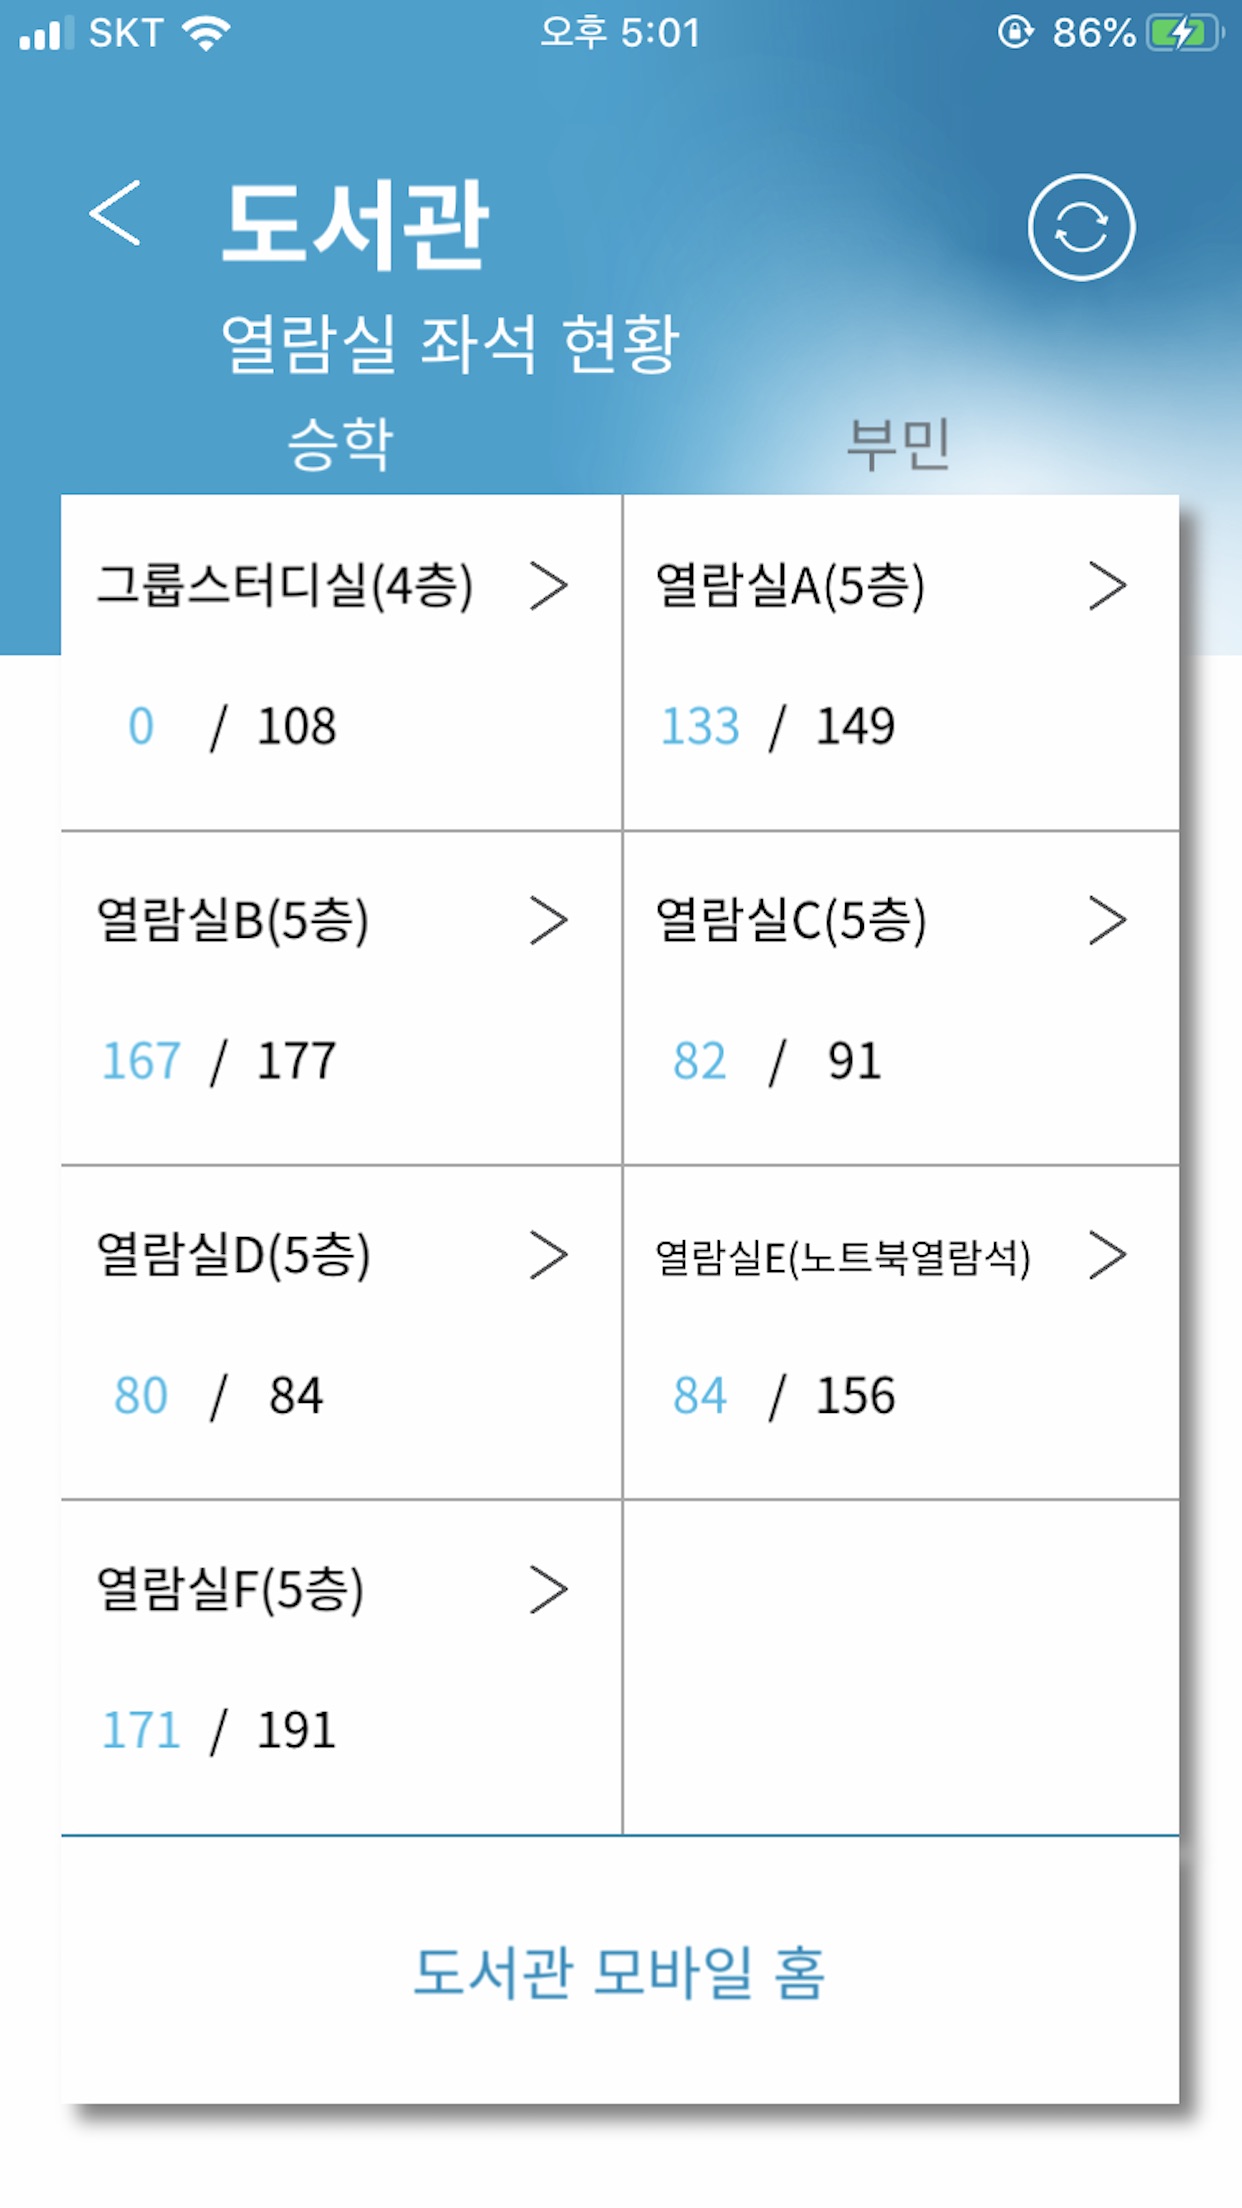 SKT 오후 5:01 86%
도서관
열람실 좌석 현황
승학 부민
그룹스터디실(4층)
0 / 108
열람실A(5층)
133 / 149
열람실B(5층)
167 / 177
열람실C(5층)
82 / 91
열람실D(5층)
80 / 84
열람실E(노트북열람석)
84 / 156
열람실F(5층)
171 / 191
도서관 모바일 홈